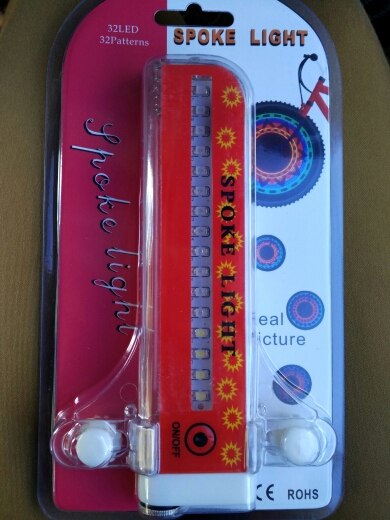 32LED
32Patterns
SPOKE LIGHT
Spoke light
SPOKE LIGHT
eal
icture
ON/OFF
CE ROHS